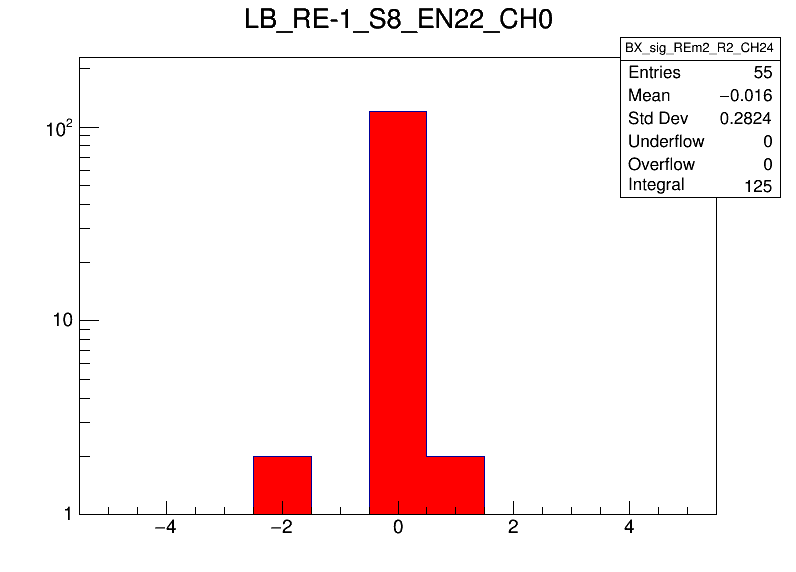 LB_RE-1_S8_EN22_CH0
BX_sig_REm2_R2_CH24
Entries 55
Mean −0.016
Std Dev 0.2824
Underflow 0
Overflow 0
Integral 125
10²
10
1
−4 −2 0 2 4